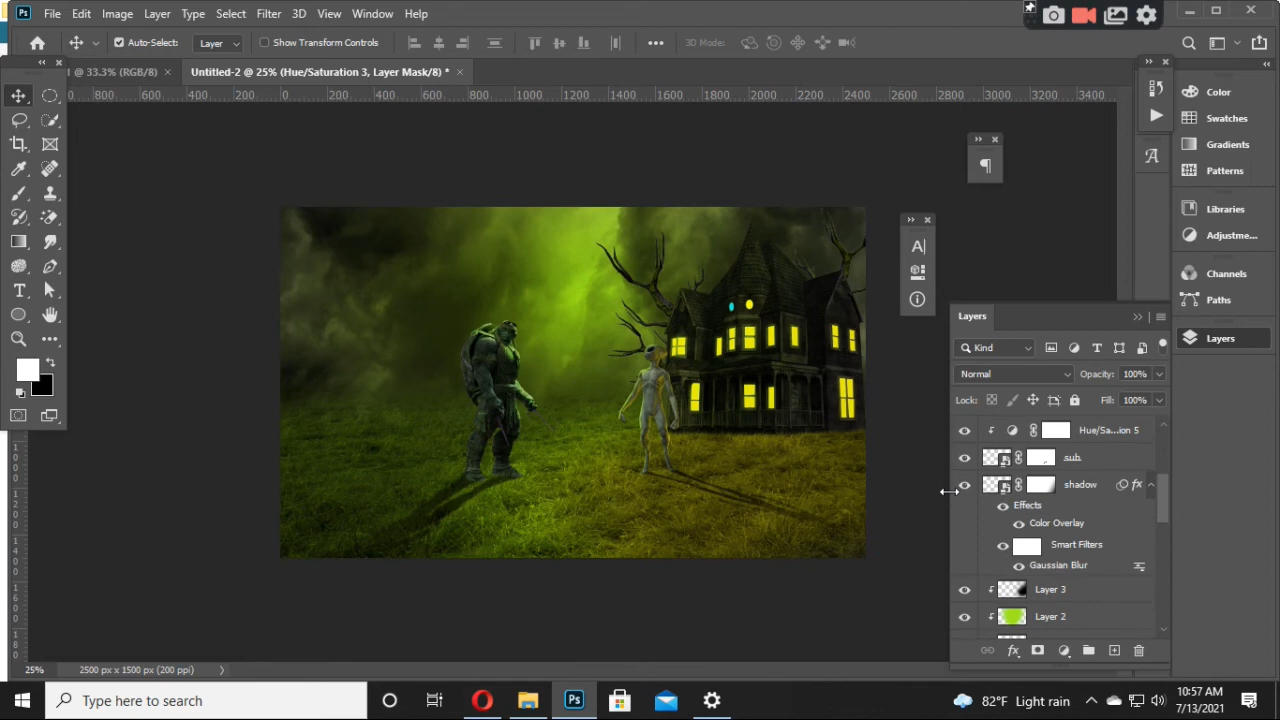 Ps File Edit Image Layer Type Select Filter 3D View Window Help
Auto-Select: Layer Show Transform Controls 3D Mode:
@ 33.3% (RGB/8) × Untitled-2 @ 25% (Hue/Saturation 3, Layer Mask/8) * ×
800 600 400 200 0 200 400 600 800 1000 1200 1400 1600 1800 2000 2200 2400 2600 2800 3000 3200 3400
Color
Swatches
Gradients
Patterns
Libraries
Adjustme...
Channels
Paths
Layers
Layers
Kind
Normal Opacity: 100%
Lock: Fill: 100%
Hue/Sa...ion 5
sub
shadow fx
Effects
Color Overlay
Smart Filters
Gaussian Blur
Layer 3
Layer 2
fx
25% 2500 px x 1500 px (200 ppi)
Type here to search
Ps
82°F Light rain
10:57 AM
7/13/2021